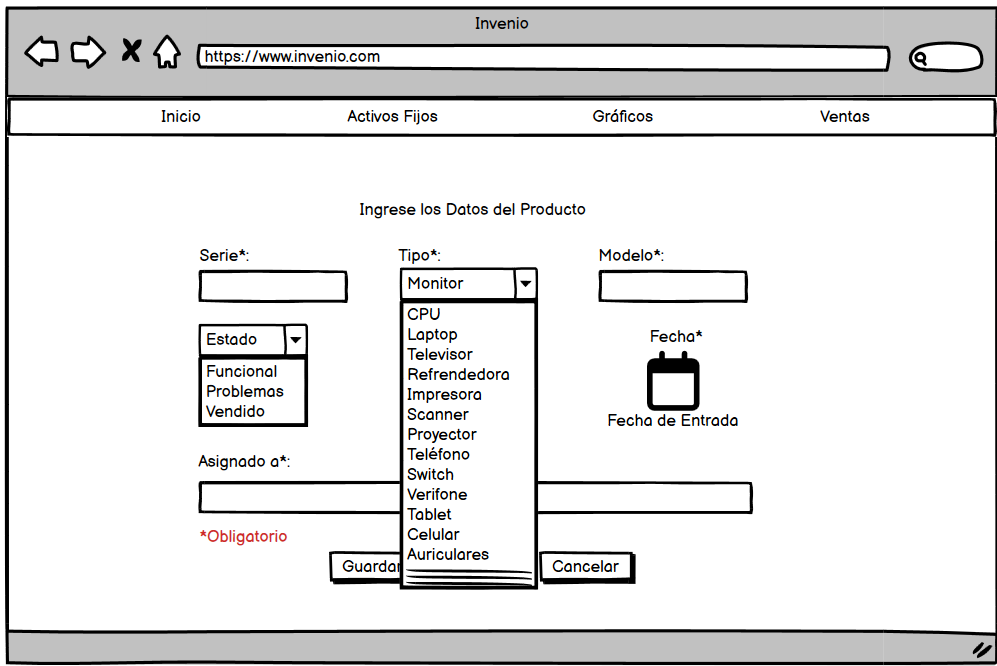 Invenio
https://www.invenio.com
Inicio Activos Fijos Gráficos Ventas
Ingrese los Datos del Producto
Serie*: Tipo*: Modelo*:
Monitor
CPU
Laptop
Televisor
Refrendedora
Impresora
Scanner
Proyector
Teléfono
Switch
Verifone
Tablet
Celular
Auriculares
Estado
Funcional
Problemas
Vendido
Fecha*
Fecha de Entrada
Asignado a*:
*Obligatorio
Guardar Cancelar